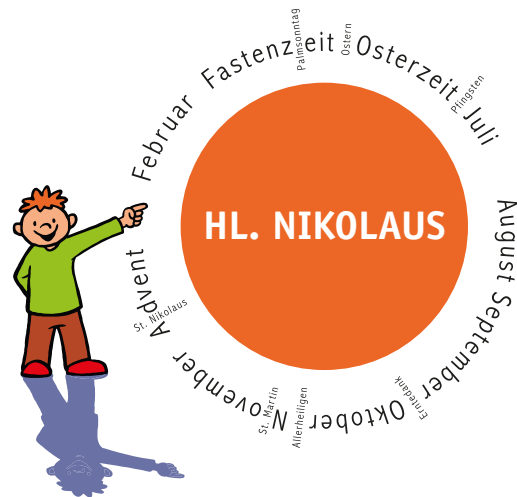 HL. NIKOLAUS
Februar
Fastenzeit
Palmsonntag
Ostern
Osterzeit
Pfingsten
Juli
August
September
Erntedank
Oktober
Allerheiligen
St. Martin
November
St. Nikolaus
Advent